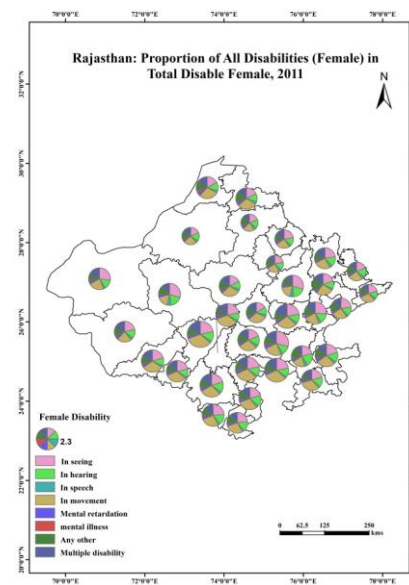 70°0'0"N 72°0'0"N 74°0'0"N 76°0'0"N 78°0'0"N
Rajasthan: Proportion of All Disabilities (Female) in
Total Disable Female, 2011
N
32°0'0"N
30°0'0"N
28°0'0"N
26°0'0"N
24°0'0"N
22°0'0"N
20°0'0"N
Female Disability
2.3
In seeing
In hearing
In speech
In movement
Mental retardation
mental illness
Any other
Multiple disability
0 62.5 125 250
kms
70°0'0"N 72°0'0"N 74°0'0"N 76°0'0"N 78°0'0"N